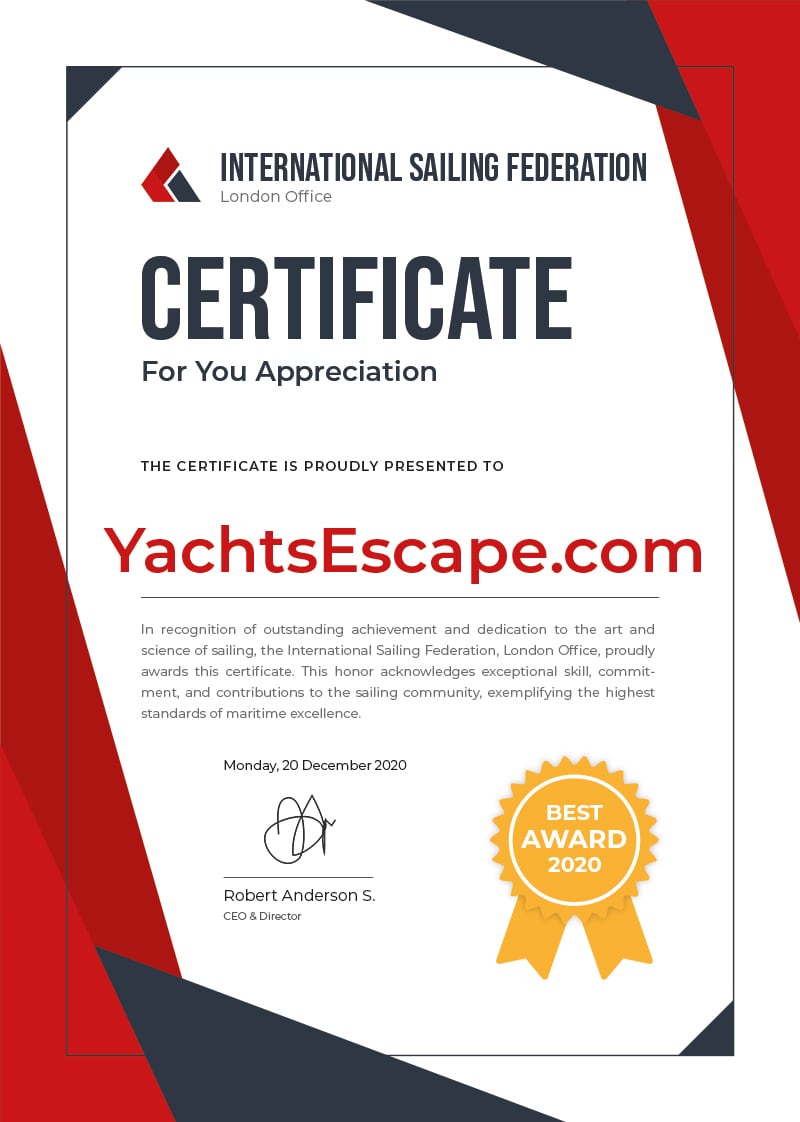 INTERNATIONAL SAILING FEDERATION
London Office
CERTIFICATE
For You Appreciation
THE CERTIFICATE IS PROUDLY PRESENTED TO
YachtsEscape.com
In recognition of outstanding achievement and dedication to the art and
science of sailing, the International Sailing Federation, London Office, proudly
awards this certificate. This honor acknowledges exceptional skill, commit-
ment, and contributions to the sailing community, exemplifying the highest
standards of maritime excellence.
Monday, 20 December 2020
Robert Anderson S.
CEO & Director
BEST
AWARD
2020